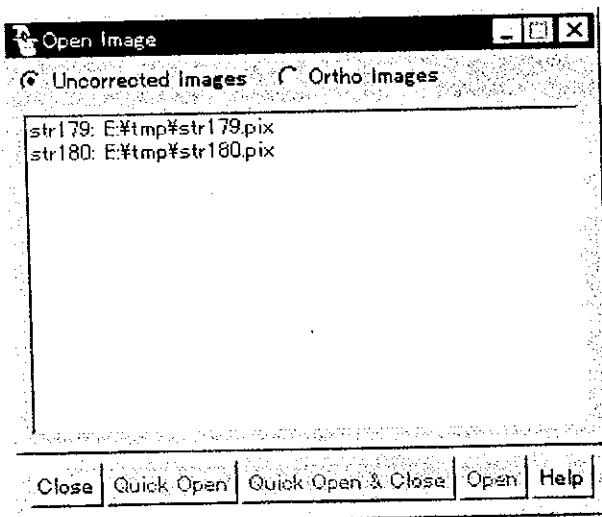 Open Image
Uncorrected Images Ortho Images
str179: E:¥tmp¥str179.pix
str180: E:¥tmp¥str180.pix
Close Quick Open Quick Open & Close Open Help